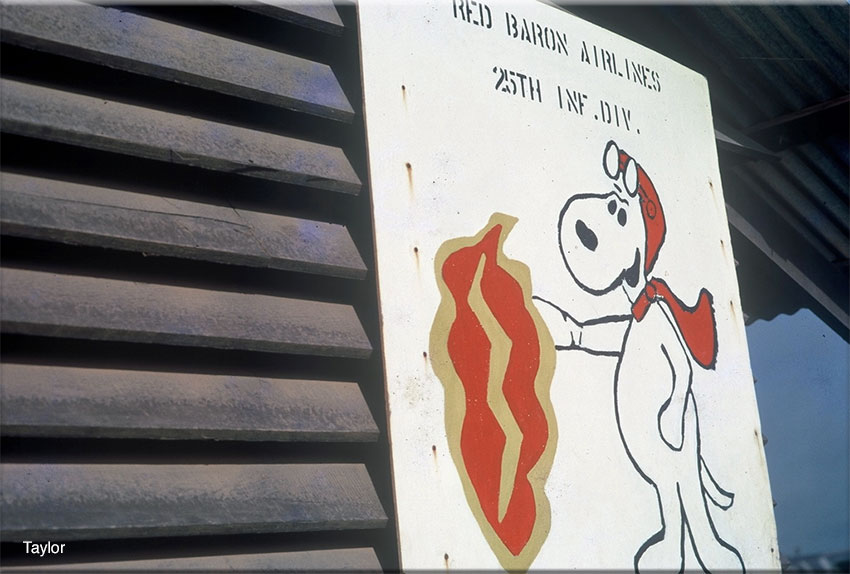 RED BARON AIRLINES
25TH INF.DIV.
Taylor